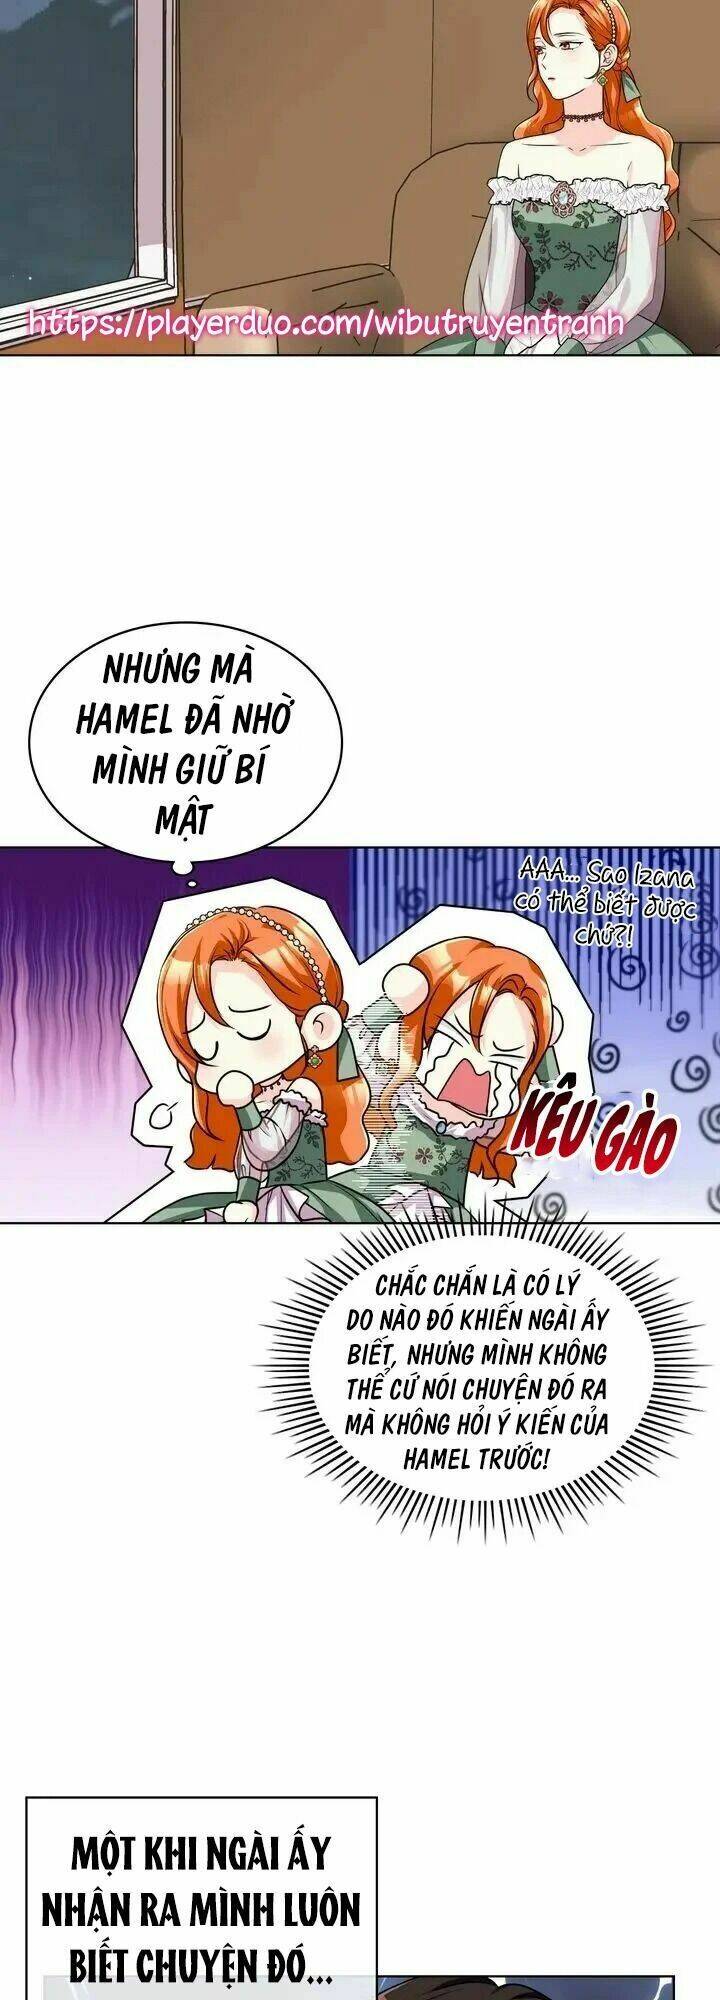 https://playerduo.com/wibutruyentranh
NHƯNG MÀ
HAMEL ĐÃ NHỜ
MÌNH GIỮ BÍ
MẬT
AAA... Sao Izana
có thể biết được
chứ?!
KÊU GÀO
CHẮC CHẮN LÀ CÓ LÝ
DO NÀO ĐÓ KHIẾN NGÀI ẤY
BIẾT, NHƯNG MÌNH KHÔNG
THỂ CỨ NÓI CHUYỆN ĐÓ RA
MÀ KHÔNG HỎI Ý KIẾN CỦA
HAMEL TRƯỚC!
MỘT KHI NGÀI ẤY
NHẬN RA MÌNH LUÔN
BIẾT CHUYỆN ĐÓ...